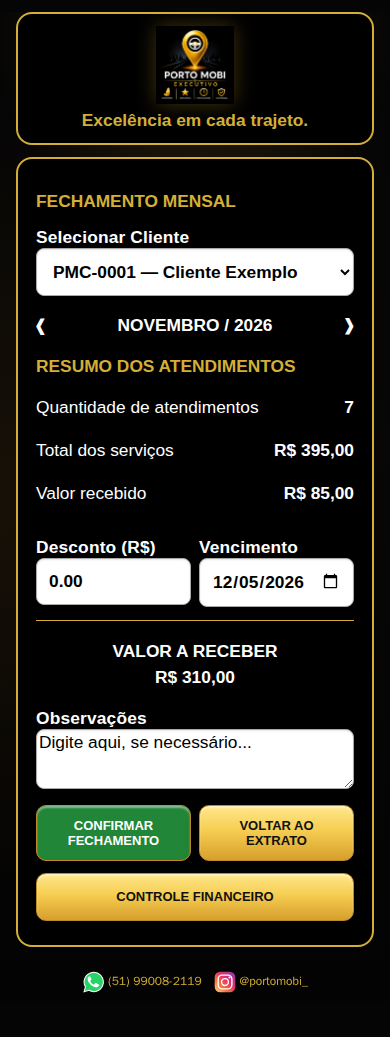 PORTO MOBI
EXECUTIVO
Excelência em cada trajeto.
FECHAMENTO MENSAL
Selecionar Cliente
PMC-0001 — Cliente Exemplo
❰ NOVEMBRO / 2026 ❱
RESUMO DOS ATENDIMENTOS
Quantidade de atendimentos 7
Total dos serviços R$ 395,00
Valor recebido R$ 85,00
Desconto (R$) Vencimento
0.00 12/05/2026
VALOR A RECEBER
R$ 310,00
Observações
Digite aqui, se necessário...
CONFIRMAR
FECHAMENTO
VOLTAR AO
EXTRATO
CONTROLE FINANCEIRO
(51) 99008-2119 @portomobi_